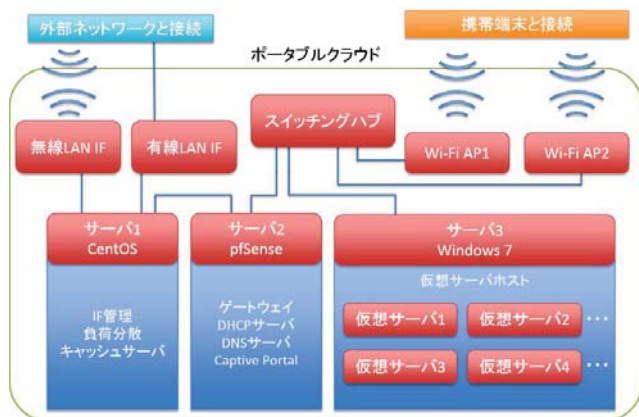 外部ネットワークと接続
携帯端末と接続
ポータブルクラウド
無線LAN IF
有線LAN IF
スイッチングハブ
Wi-Fi AP1
Wi-Fi AP2
サーバ1
CentOS
IF管理
負荷分散
キャッシュサーバ
サーバ2
pfSense
ゲートウェイ
DHCPサーバ
DNSサーバ
Captive Portal
サーバ3
Windows 7
仮想サーバホスト
仮想サーバ1
仮想サーバ2
…
仮想サーバ3
仮想サーバ4
…